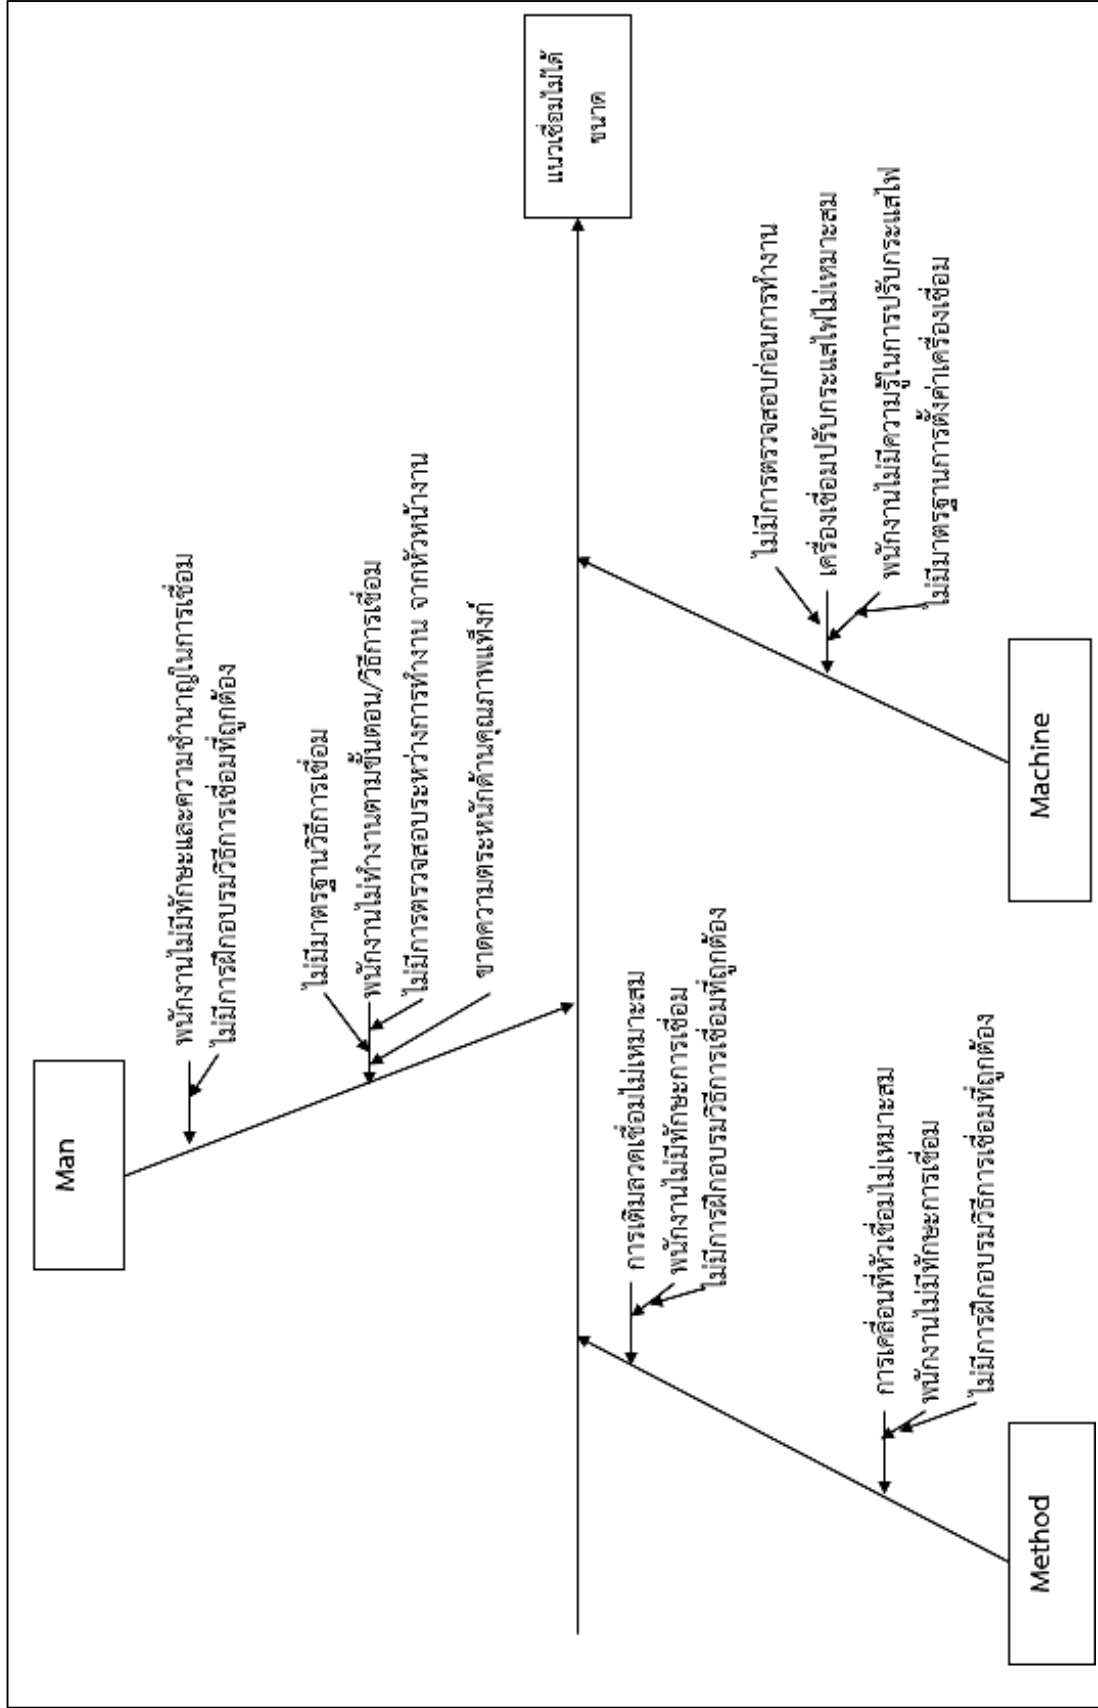 Man
พนักงานไม่มีทักษะและความชำนาญในการเชื่อม
ไม่มีการฝึกอบรมวิธีการเชื่อมที่ถูกต้อง
ไม่มีมาตรฐานวิธีการเชื่อม
พนักงานไม่ทำงานตามขั้นตอน/วิธีการเชื่อม
ไม่มีการตรวจสอบระหว่างการทำงาน จากหัวหน้างาน
ขาดความตระหนักด้านคุณภาพแท็งก์
แนวเชื่อมไม่ได้
ขนาด
การเติมลวดเชื่อมไม่เหมาะสม
พนักงานไม่มีทักษะการเชื่อม
ไม่มีการฝึกอบรมวิธีการเชื่อมที่ถูกต้อง
การเคลื่อนที่หัวเชื่อมไม่เหมาะสม
พนักงานไม่มีทักษะการเชื่อม
ไม่มีการฝึกอบรมวิธีการเชื่อมที่ถูกต้อง
Method
ไม่มีการตรวจสอบก่อนการทำงาน
เครื่องเชื่อมปรับกระแสไฟไม่เหมาะสม
พนักงานไม่มีความรู้ในการปรับกระแสไฟ
ไม่มีมาตรฐานการตั้งค่าเครื่องเชื่อม
Machine